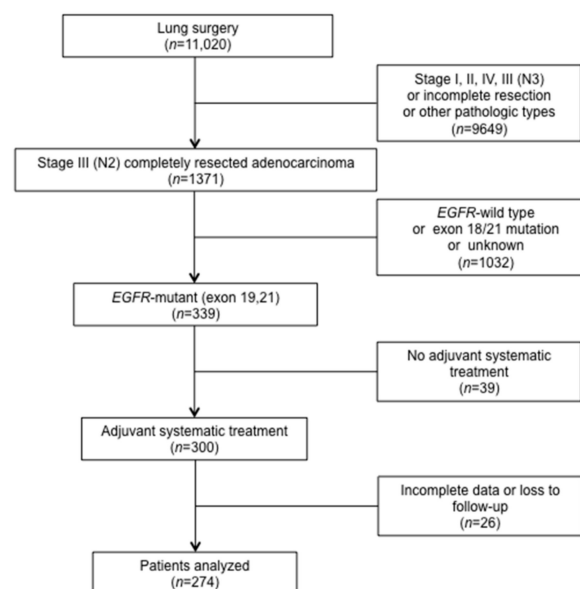 Lung surgery
(n=11,020)
Stage I, II, IV, III (N3)
or incomplete resection
or other pathologic types
(n=9649)
Stage III (N2) completely resected adenocarcinoma
(n=1371)
EGFR-wild type
or exon 18/21 mutation
or unknown
(n=1032)
EGFR-mutant (exon 19,21)
(n=339)
No adjuvant systematic
treatment
(n=39)
Adjuvant systematic treatment
(n=300)
Incomplete data or loss to
follow-up
(n=26)
Patients analyzed
(n=274)